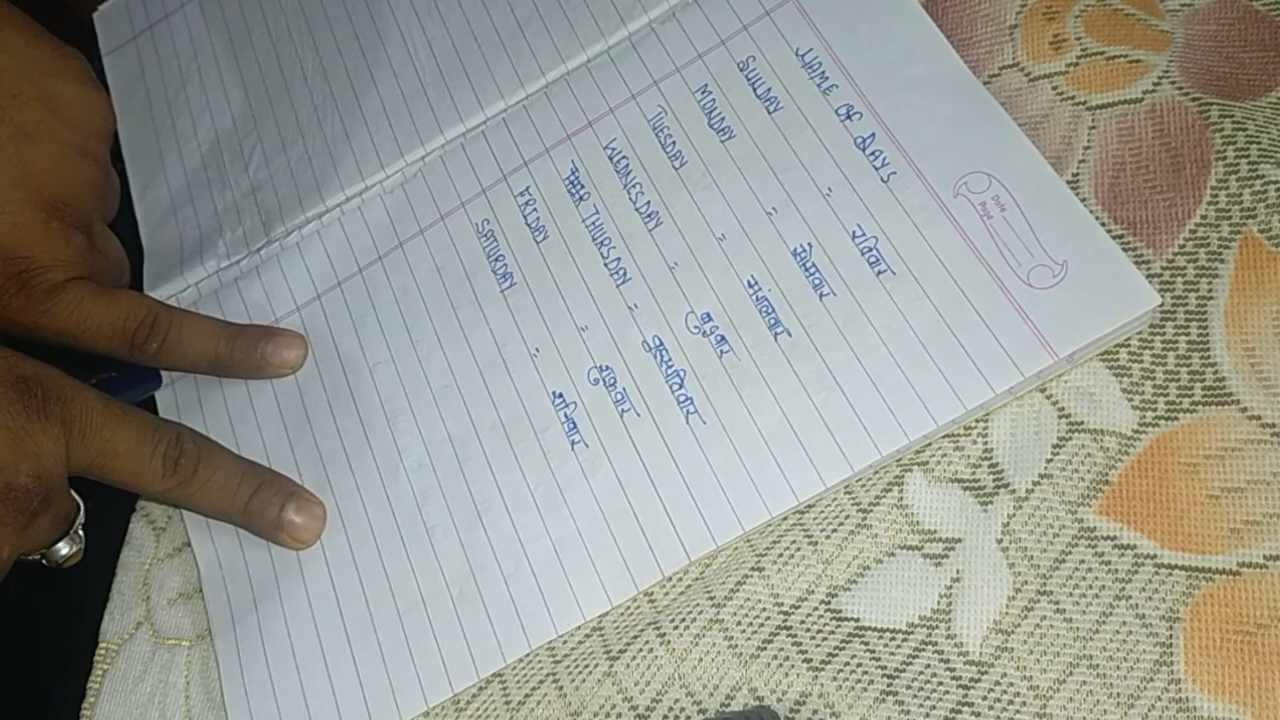 Date
Page
NAME OF DAYS
SUNDAY = रविवार
MONDAY = सोमवार
TUESDAY = मंगलवार
WEDNESDAY = बुधवार
THURSDAY = बृहस्पतिवार
FRIDAY = शुक्रवार
SATURDAY = शनिवार